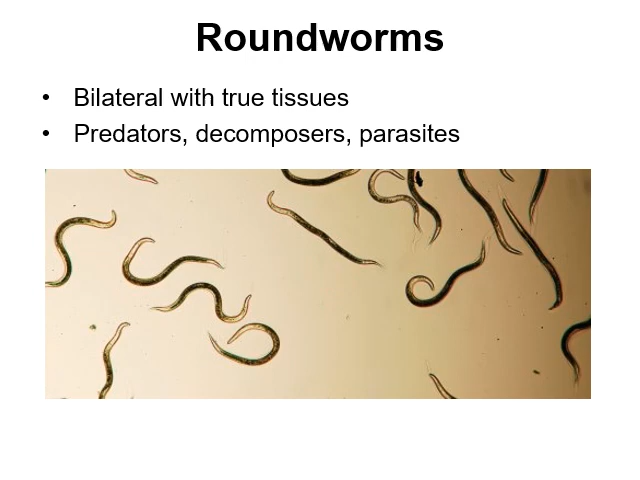 Roundworms
• Bilateral with true tissues
• Predators, decomposers, parasites